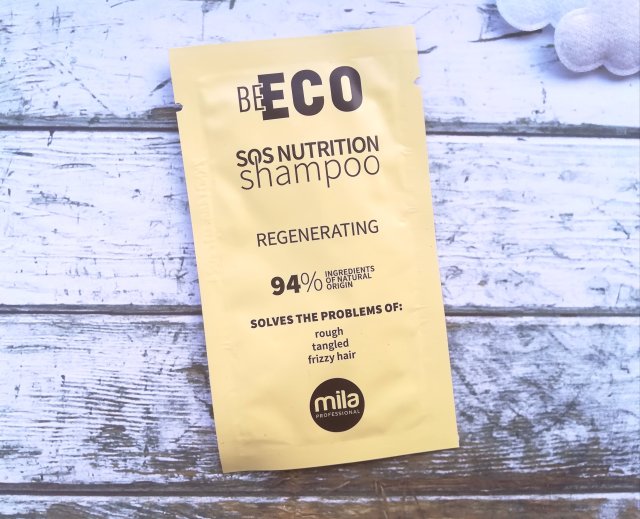 BE ECO
SOS NUTRITION
shampoo
REGENERATING
94% INGREDIENTS
OF NATURAL
ORIGIN
SOLVES THE PROBLEMS OF:
rough
tangled
frizzy hair
mila
PROFESSIONAL